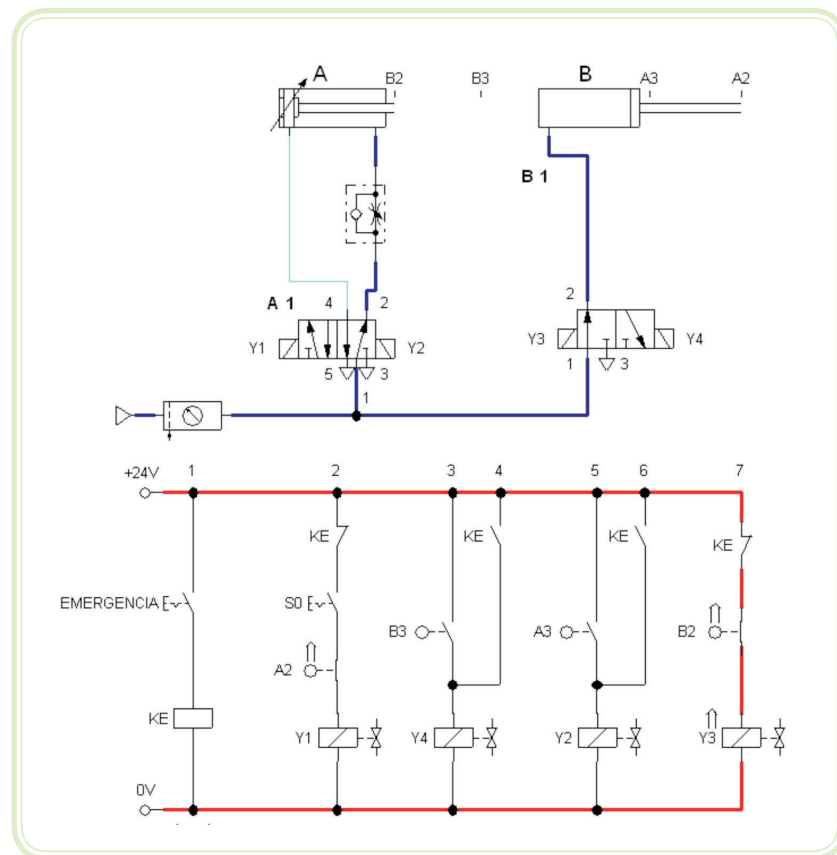 A B2 B3 B A3 A2
B 1
A 1 4 2 2
Y1 Y2 Y3 Y4
5 3 1 3
1
+24V 1 2 3 4 5 6 7
KE KE KE KE
EMERGENCIA S0 B3 A3 B2
A2
KE Y1 Y4 Y2 Y3
0V